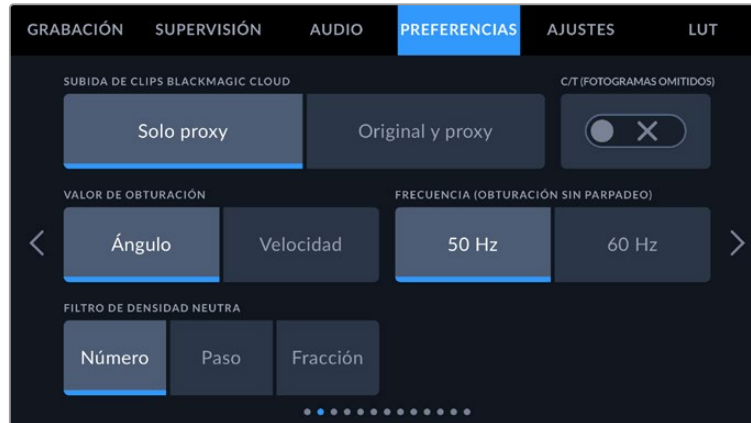 GRABACIÓN SUPERVISIÓN AUDIO PREFERENCIAS AJUSTES LUT
SUBIDA DE CLIPS BLACKMAGIC CLOUD C/T (FOTOGRAMAS OMITIDOS)
Solo proxy Original y proxy
VALOR DE OBTURACIÓN FRECUENCIA (OBTURACIÓN SIN PARPADEO)
Ángulo Velocidad 50 Hz 60 Hz
FILTRO DE DENSIDAD NEUTRA
Número Paso Fracción